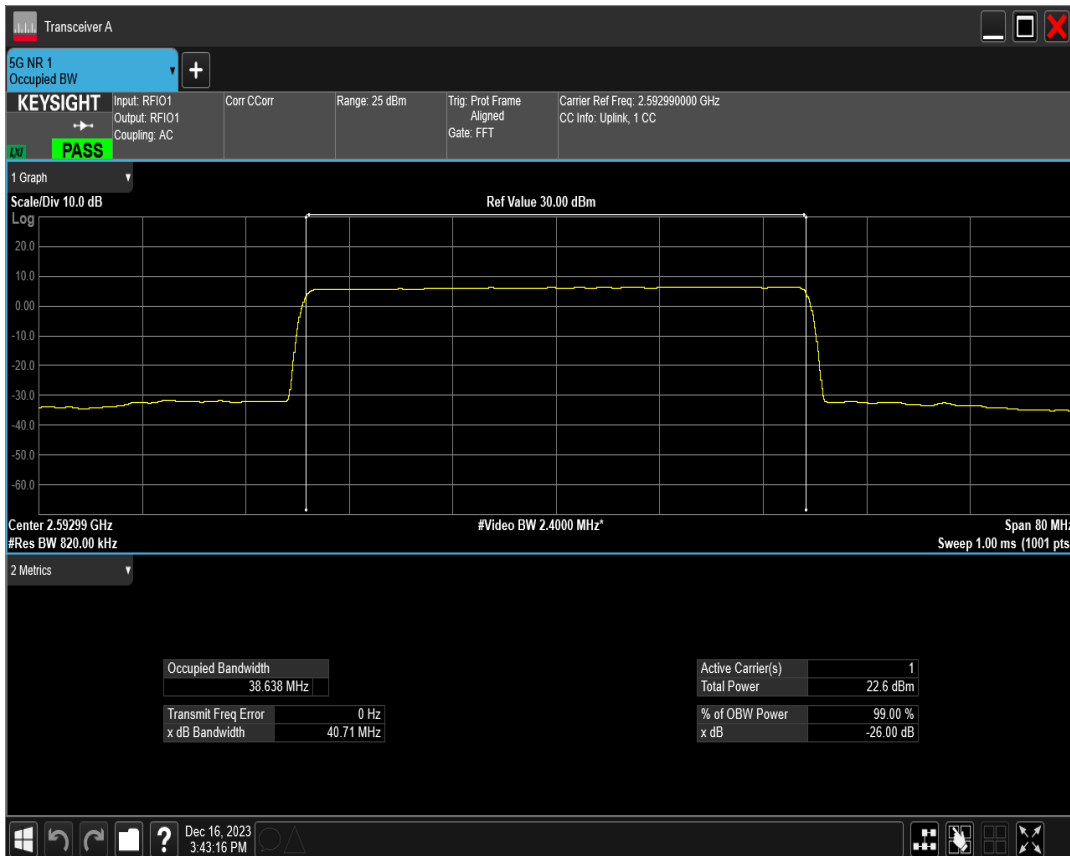 Transceiver A
5G NR 1
Occupied BW
+
KEYSIGHT
LXI
PASS
Input: RFIO1
Output: RFIO1
Coupling: AC
Corr CCorr
Range: 25 dBm
Trig: Prot Frame
Aligned
Gate: FFT
Carrier Ref Freq: 2.592990000 GHz
CC Info: Uplink, 1 CC
1 Graph
Scale/Div 10.0 dB
Ref Value 30.00 dBm
Log
20.0
10.0
0.00
-10.0
-20.0
-30.0
-40.0
-50.0
-60.0
Center 2.59299 GHz
#Video BW 2.4000 MHz*
Span 80 MHz
#Res BW 820.00 kHz
Sweep 1.00 ms (1001 pts
2 Metrics
Occupied Bandwidth
38.638 MHz
Transmit Freq Error 0 Hz
x dB Bandwidth 40.71 MHz
Active Carrier(s) 1
Total Power 22.6 dBm
% of OBW Power 99.00 %
x dB -26.00 dB
?
Dec 16, 2023
3:43:16 PM